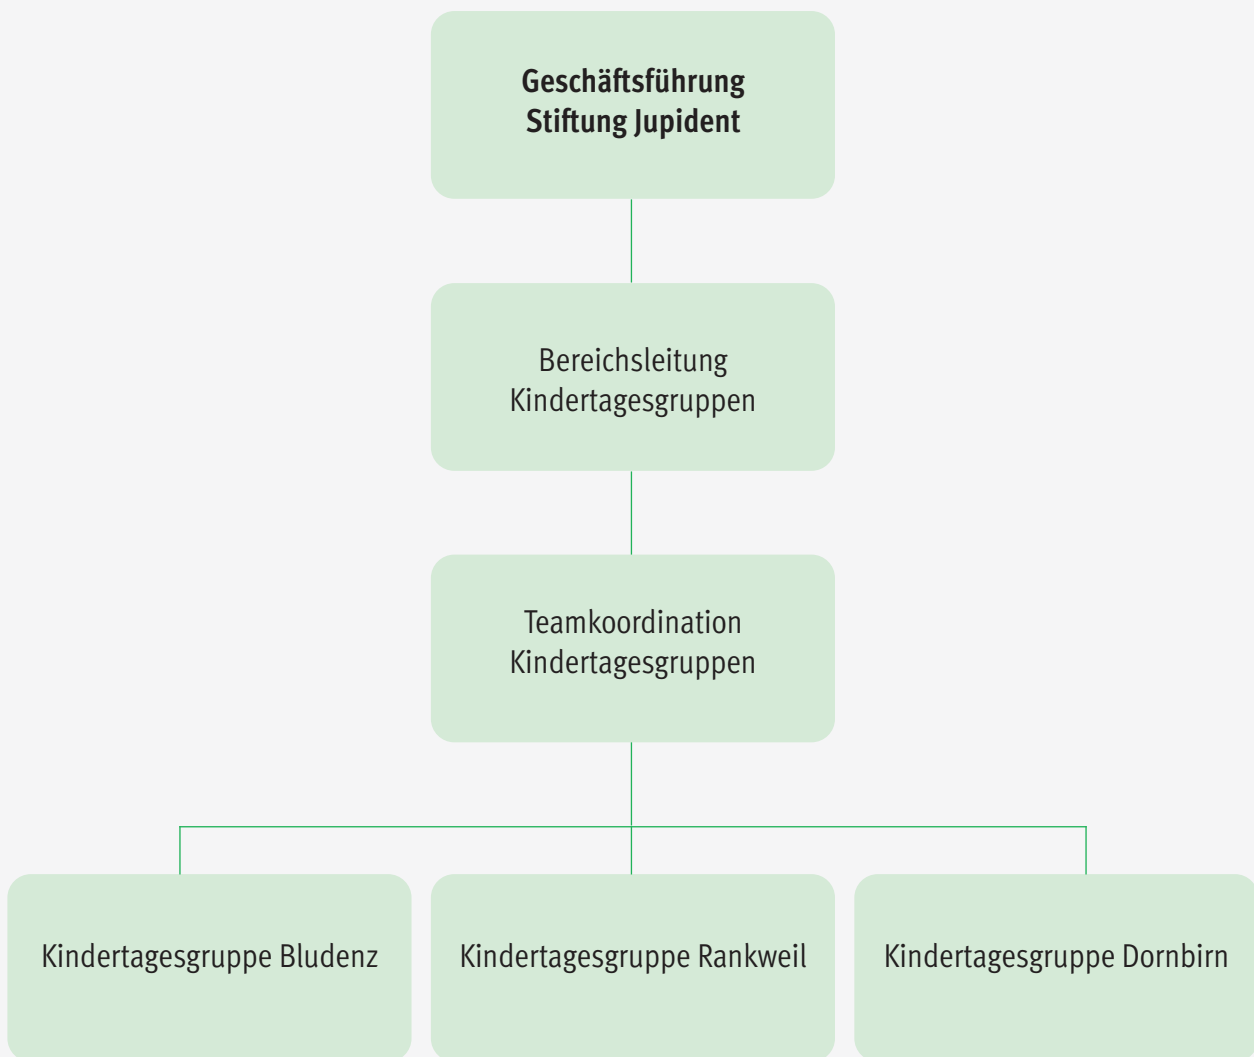 Geschäftsführung
Stiftung Jupident
Bereichsleitung
Kindertagesgruppen
Teamkoordination
Kindertagesgruppen
Kindertagesgruppe Bludenz
Kindertagesgruppe Rankweil
Kindertagesgruppe Dornbirn